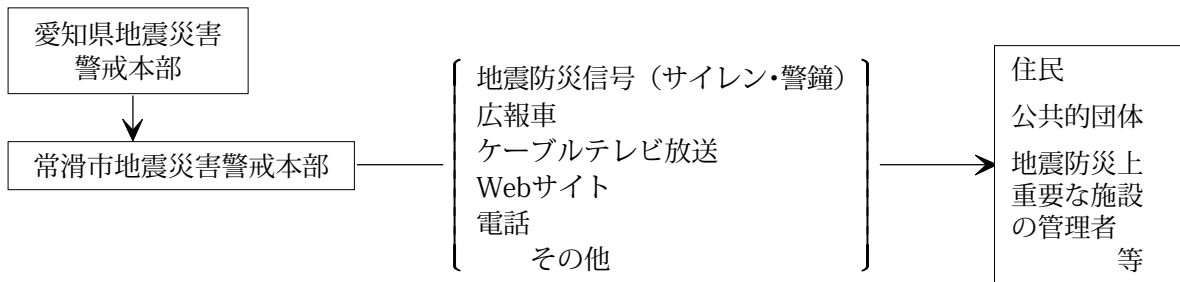 愛知県地震災害
警戒本部
常滑市地震災害警戒本部
地震防災信号（サイレン・警鐘）
広報車
ケーブルテレビ放送
Webサイト
電話
その他
住民
公共的団体
地震防災上
重要な施設
の管理者
等